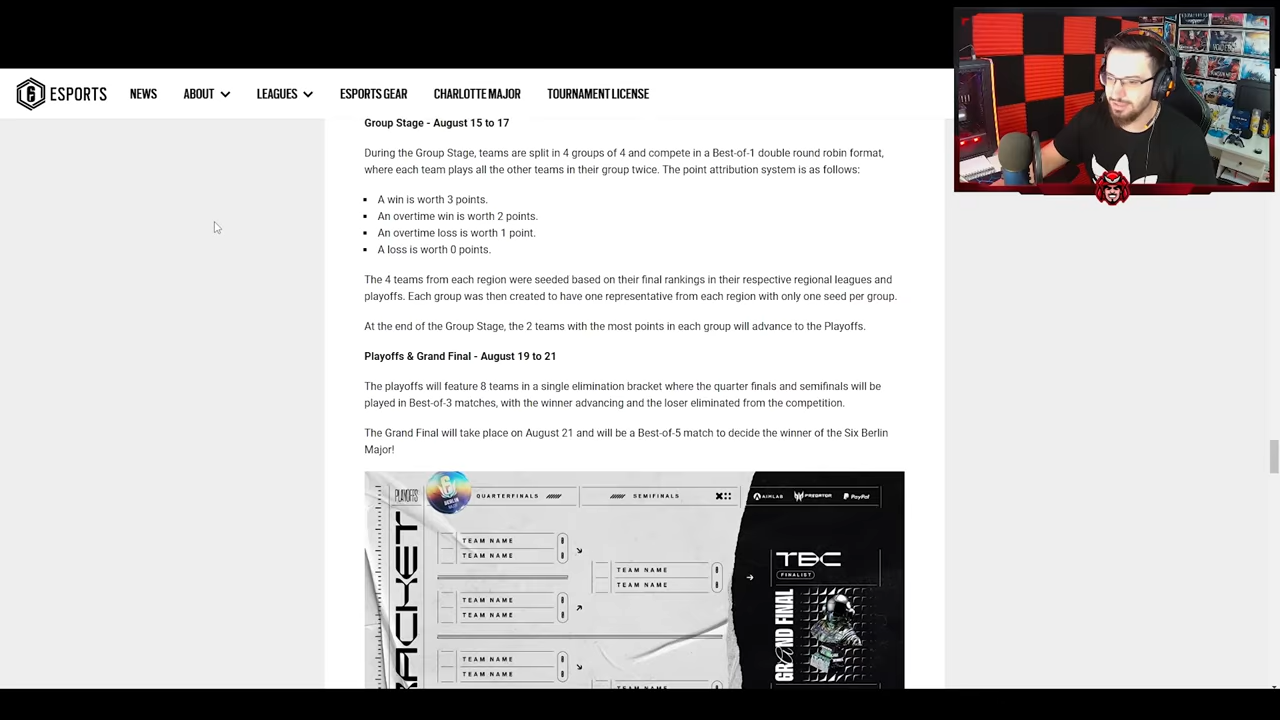 ESPORTS
NEWS
ABOUT
LEAGUES
ESPORTS GEAR
CHARLOTTE MAJOR
TOURNAMENT LICENSE
Group Stage - August 15 to 17
During the Group Stage, teams are split in 4 groups of 4 and compete in a Best-of-1 double round robin format,
where each team plays all the other teams in their group twice. The point attribution system is as follows:
A win is worth 3 points.
An overtime win is worth 2 points.
An overtime loss is worth 1 point.
A loss is worth 0 points.
The 4 teams from each region were seeded based on their final rankings in their respective regional leagues and
playoffs. Each group was then created to have one representative from each region with only one seed per group.
At the end of the Group Stage, the 2 teams with the most points in each group will advance to the Playoffs.
Playoffs & Grand Final - August 19 to 21
The playoffs will feature 8 teams in a single elimination bracket where the quarter finals and semifinals will be
played in Best-of-3 matches, with the winner advancing and the loser eliminated from the competition.
The Grand Final will take place on August 21 and will be a Best-of-5 match to decide the winner of the Six Berlin
Major!
PLAYOFFS
BERLIN
QUARTERFINALS
SEMIFINALS
AIMLAB
PREDATOR
PayPal
TEAM NAME
TEAM NAME
TEAM NAME
TEAM NAME
TBC
FINALIST
TEAM NAME
TEAM NAME
GRAND FINAL
TEAM NAME
TEAM NAME
TEAM NAME